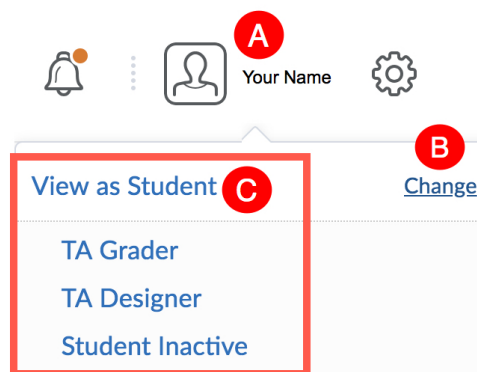 A
Your Name
B
View as Student C Change
TA Grader
TA Designer
Student Inactive